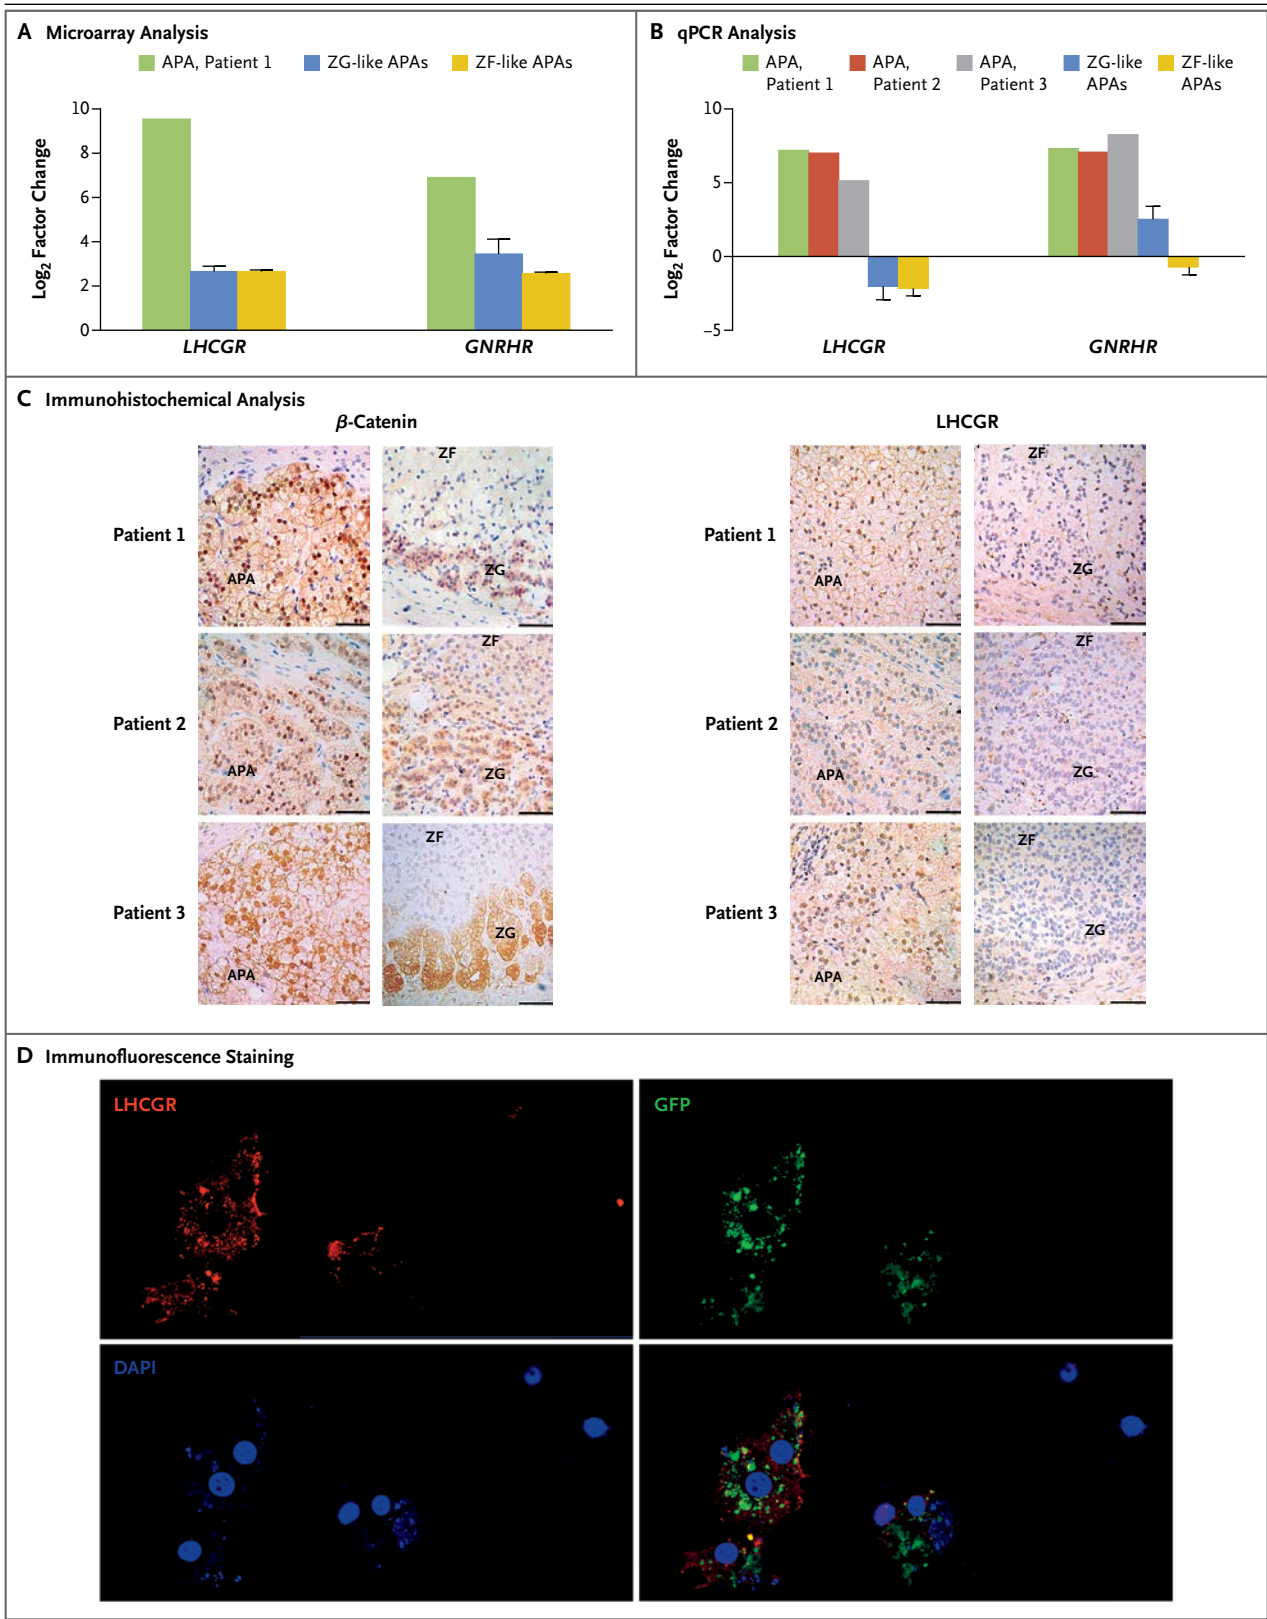 A Microarray Analysis
APA, Patient 1
ZG-like APAs
ZF-like APAs
Log2 Factor Change
10
8
6
4
2
0
LHCGR
GNRHR
B qPCR Analysis
APA, Patient 1
APA, Patient 2
APA, Patient 3
ZG-like APAs
ZF-like APAs
Log2 Factor Change
10
5
0
−5
LHCGR
GNRHR
C Immunohistochemical Analysis
β-Catenin
LHCGR
Patient 1
APA
ZF
ZG
Patient 1
APA
ZF
ZG
Patient 2
APA
ZF
ZG
Patient 2
APA
ZF
ZG
Patient 3
APA
ZF
ZG
Patient 3
APA
ZF
ZG
D Immunofluorescence Staining
LHCGR
GFP
DAPI